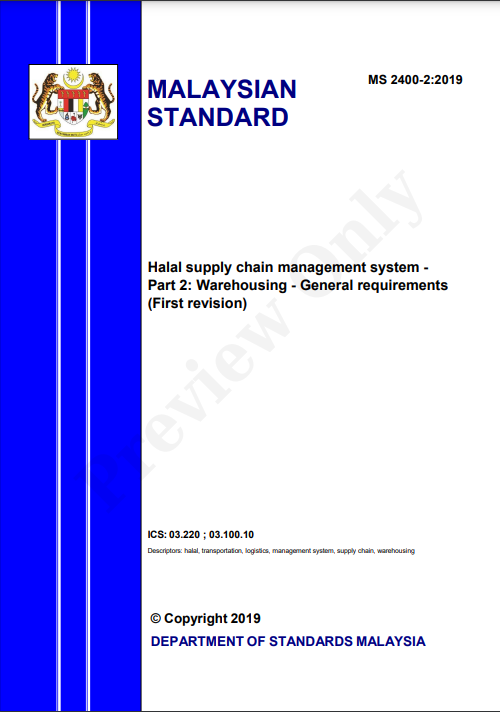 MALAYSIAN
STANDARD
MS 2400-2:2019
Halal supply chain management system -
Part 2: Warehousing - General requirements
(First revision)
Preview Only
ICS: 03.220 ; 03.100.10
Descriptors: halal, transportation, logistics, management system, supply chain, warehousing
© Copyright 2019
DEPARTMENT OF STANDARDS MALAYSIA